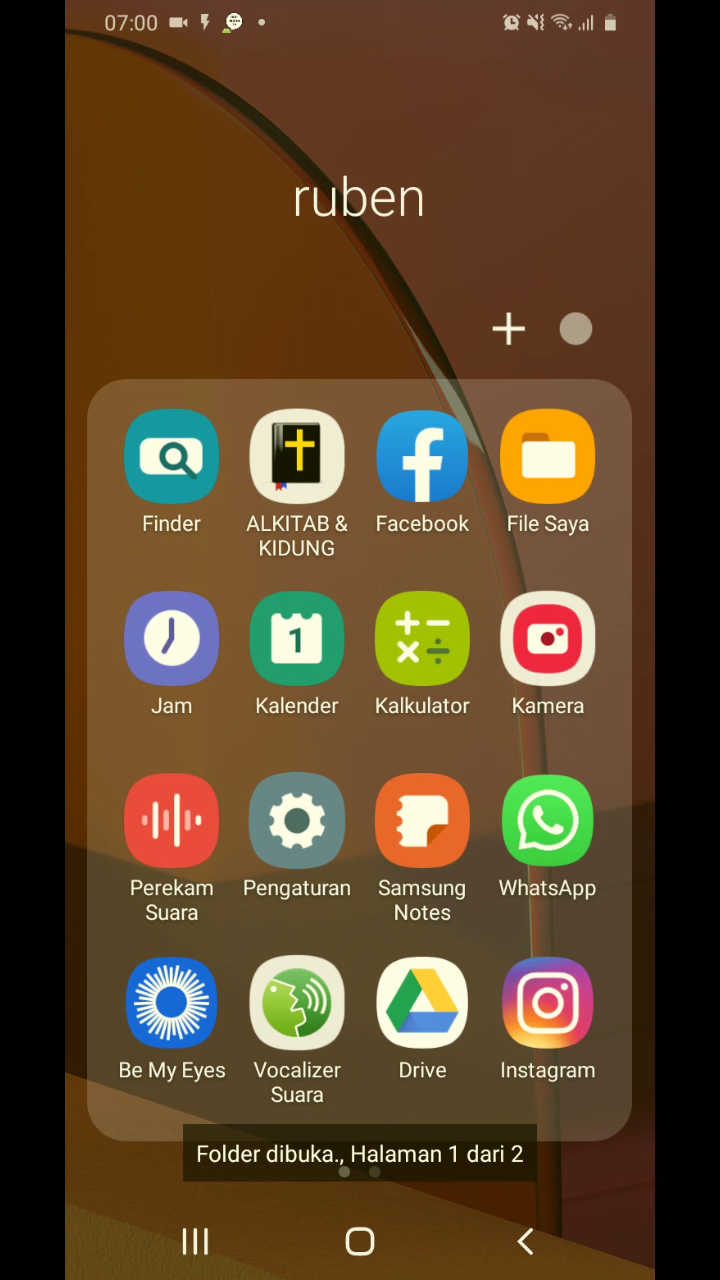 07:00
ruben
Finder
ALKITAB &
KIDUNG
Facebook
File Saya
Jam
1
Kalender
Kalkulator
Kamera
Perekam
Suara
Pengaturan
Samsung
Notes
WhatsApp
Be My Eyes
Vocalizer
Suara
Drive
Instagram
Folder dibuka., Halaman 1 dari 2